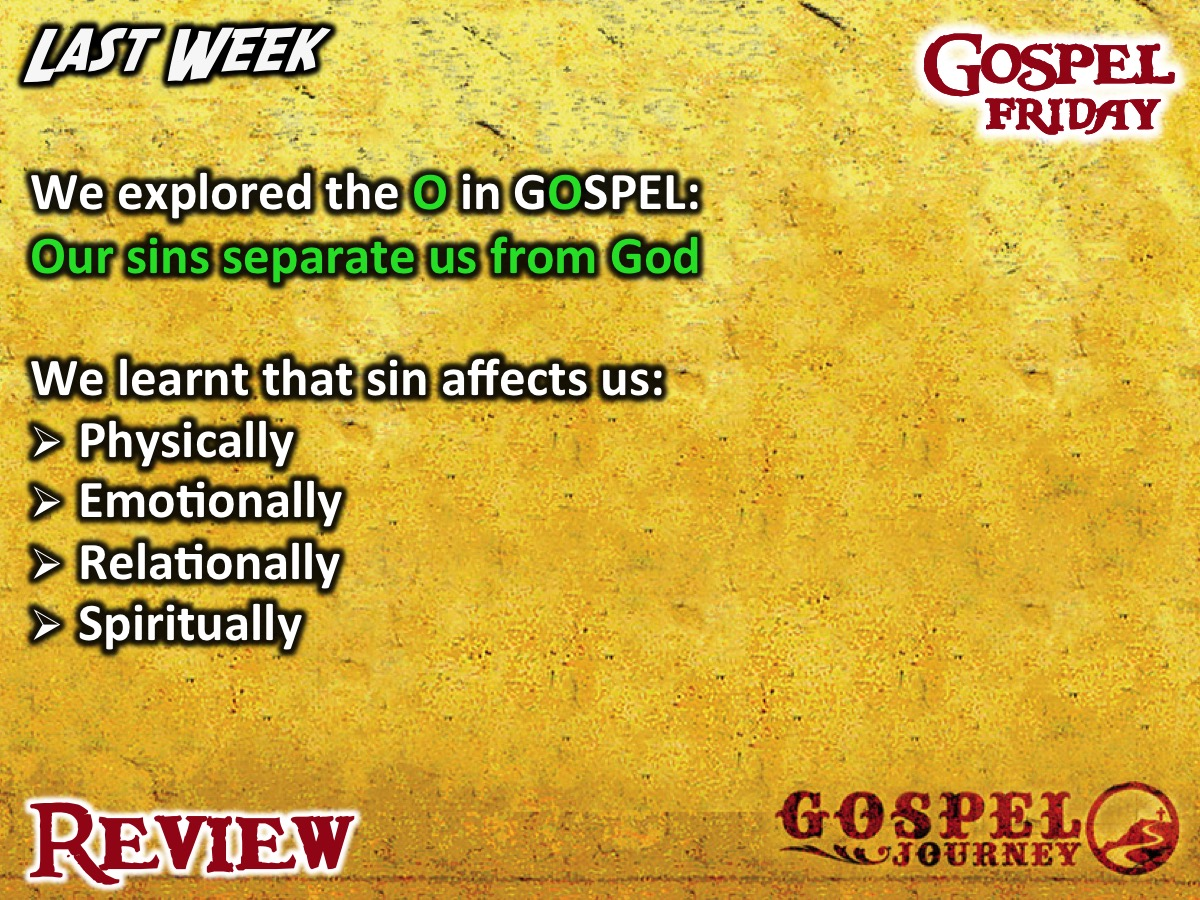 Last Week
Gospel
Friday
We explored the O in GOSPEL:
Our sins separate us from God
We learnt that sin affects us:
➢ Physically
➢ Emotionally
➢ Relationally
➢ Spiritually
Review
GOSPEL
JOURNEY